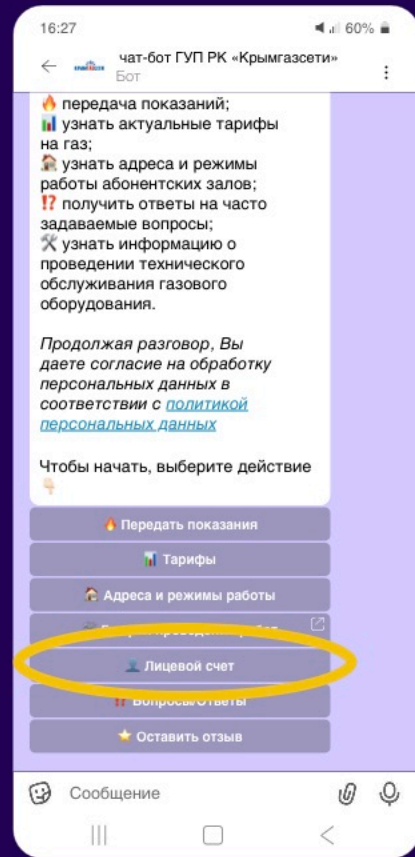 16:27
60%
чат-бот ГУП РК «Крымгазсети»
Бот
🔥 передача показаний;
📊 узнать актуальные тарифы
на газ;
🏠 узнать адреса и режимы
работы абонентских залов;
⁉️ получить ответы на часто
задаваемые вопросы;
🛠 узнать информацию о
проведении технического
обслуживания газового
оборудования.
Продолжая разговор, Вы
даете согласие на обработку
персональных данных в
соответствии с политикой
персональных данных
Чтобы начать, выберите действие
👇🏻
🔥 Передать показания
📊 Тарифы
🏠 Адреса и режимы работы
👤 Лицевой счет
⁉️ Вопросы/Ответы
⭐ Оставить отзыв
Сообщение